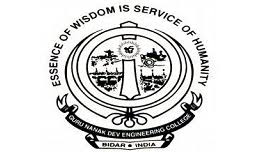 ESSENCE OF WISDOM IS SERVICE OF HUMANITY
GURU NANAK DEV ENGINEERING COLLEGE
BIDAR • INDIA